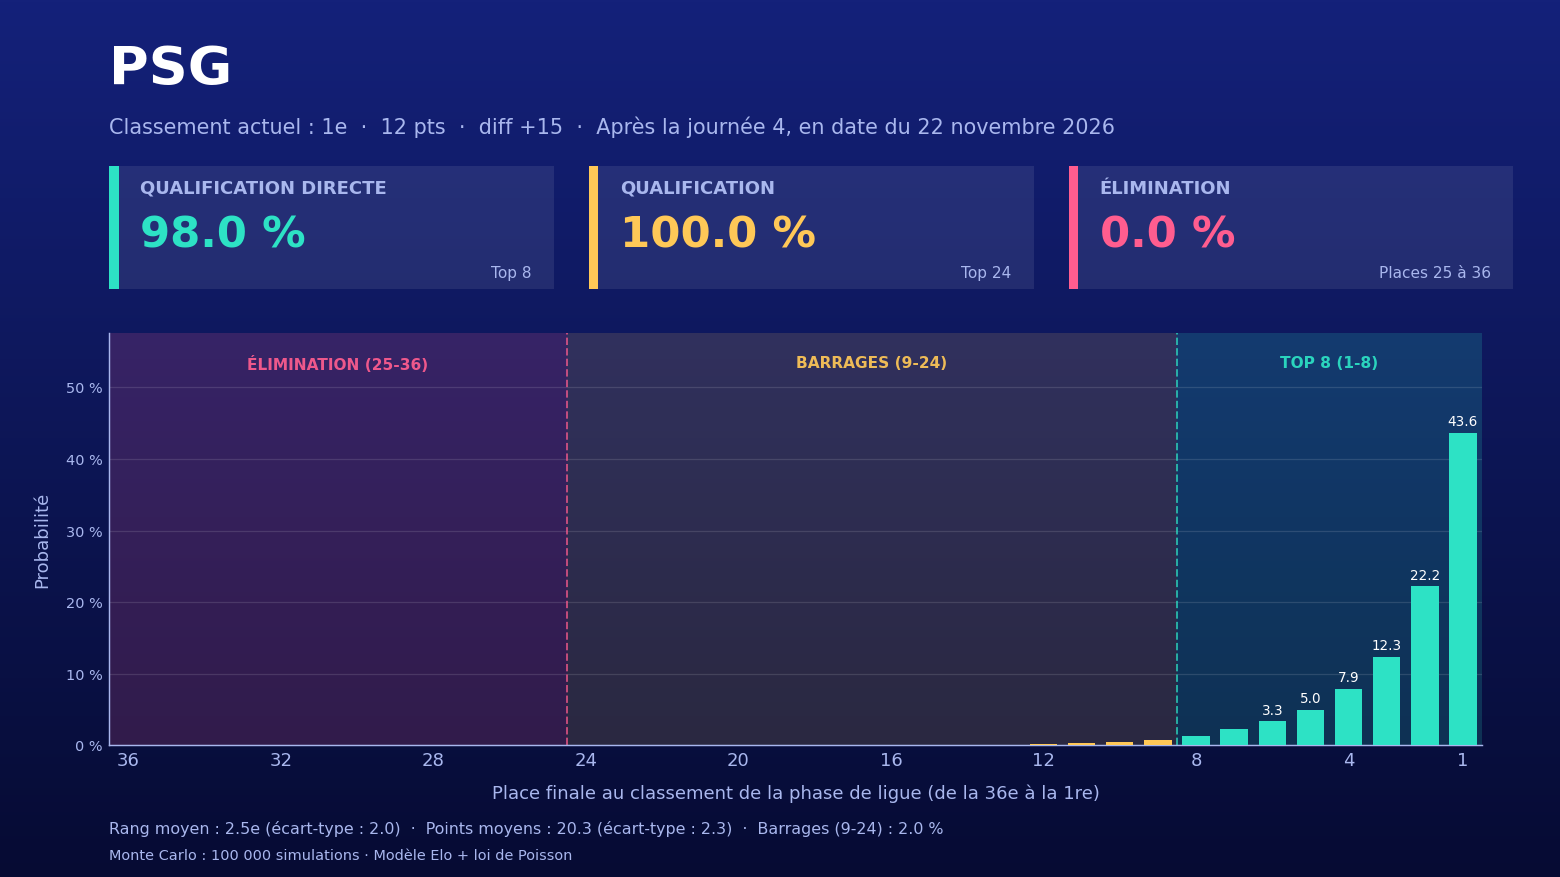 PSG
Classement actuel : 1e · 12 pts · diff +15 · Après la journée 4, en date du 22 novembre 2026
QUALIFICATION DIRECTE
98.0 %
Top 8
QUALIFICATION
100.0 %
Top 24
ÉLIMINATION
0.0 %
Places 25 à 36
ÉLIMINATION (25-36)
BARRAGES (9-24)
TOP 8 (1-8)
Probabilité
50 %
40 %
30 %
20 %
10 %
0 %
3.3
5.0
7.9
12.3
22.2
43.6
36 32 28 24 20 16 12 8 4 1
Place finale au classement de la phase de ligue (de la 36e à la 1re)
Rang moyen : 2.5e (écart-type : 2.0) · Points moyens : 20.3 (écart-type : 2.3) · Barrages (9-24) : 2.0 %
Monte Carlo : 100 000 simulations · Modèle Elo + loi de Poisson